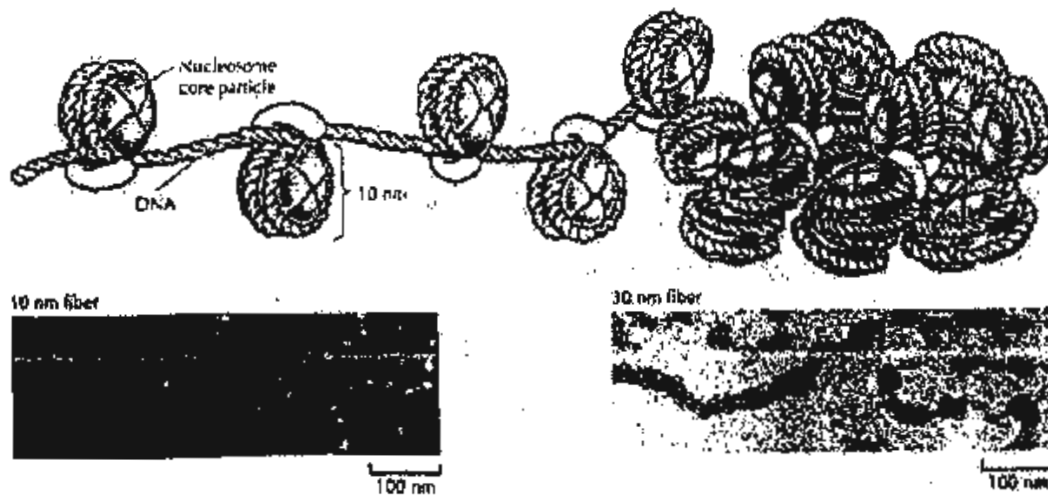 Nucleosome
core particle
DNA
10 nm
10 nm fiber
30 nm fiber
100 nm
100 nm